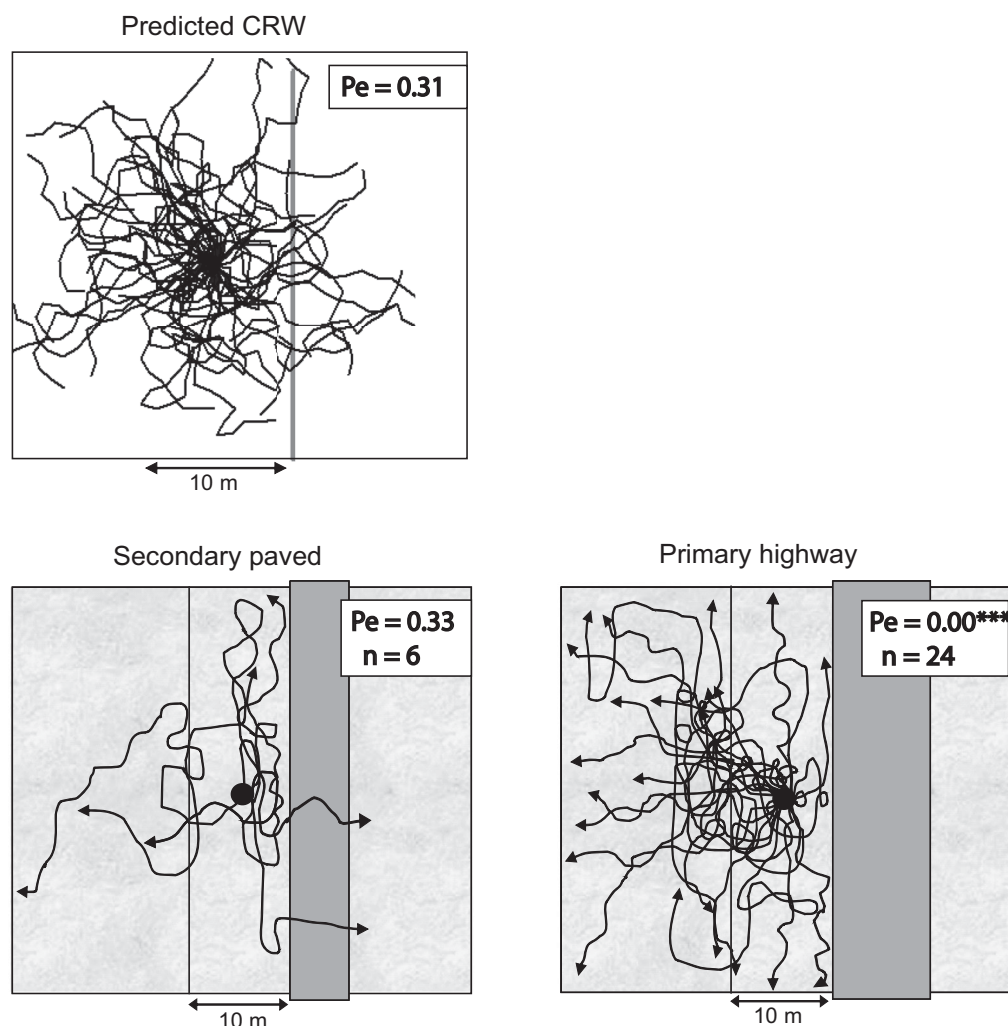 Predicted CRW
Pe = 0.31
10 m
Secondary paved
Pe = 0.33
n = 6
10 m
Primary highway
Pe = 0.00***
n = 24
10 m